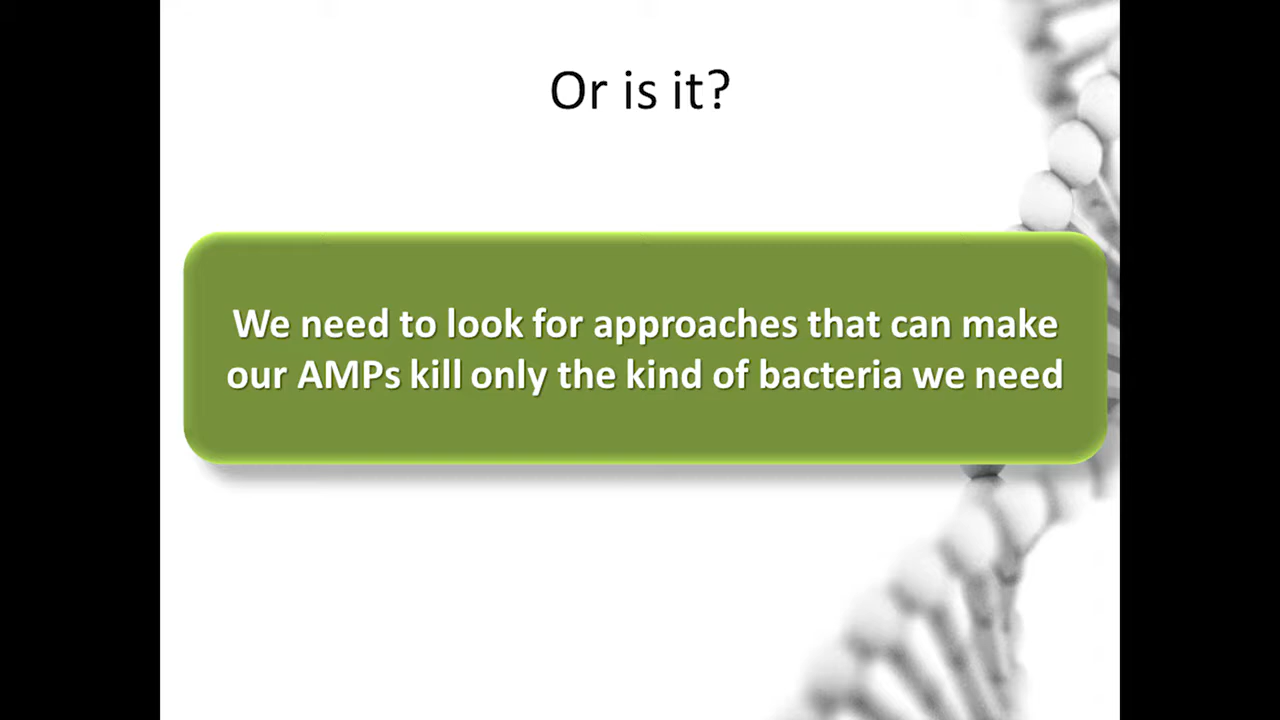 Or is it?
We need to look for approaches that can make
our AMPs kill only the kind of bacteria we need